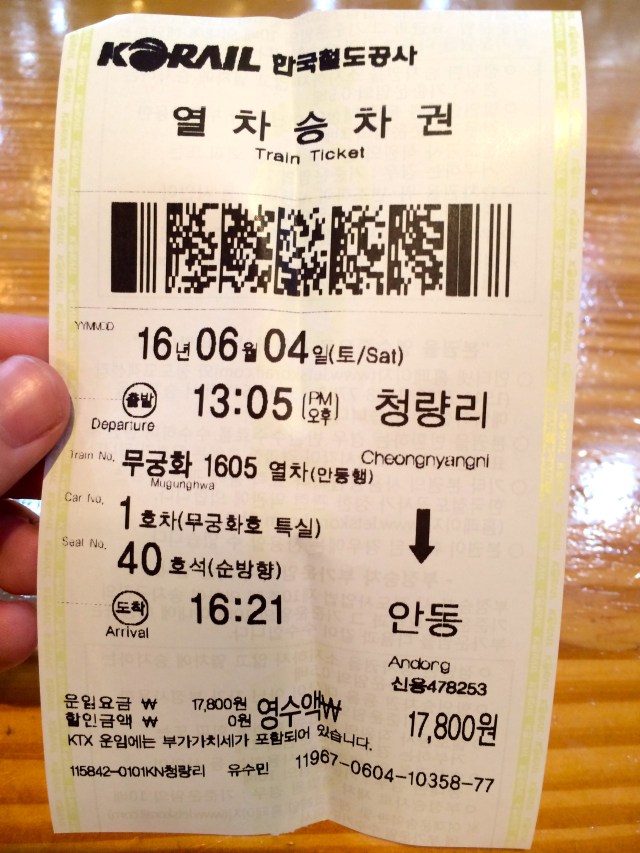 KORAIL 한국철도공사
열차승차권
Train Ticket
YYMMDD
16년 06월 04일(토/Sat)
출발 13:05 (PM 오후) 청량리
Departure
Cheongnyangni
Train No. 무궁화 1605 열차(안동행)
Mugunghwa
Car No. 1 호차(무궁화호 특실)
Seat No. 40 호석(순방향)
도착 16:21 안동
Arrival
Andong
신용478253
운임요금 ₩ 17,800원 영수액₩ 17,800원
할인금액 ₩ 0원
KTX 운임에는 부가가치세가 포함되어 있습니다.
115842-0101KN청량리 유수민 11967-0604-10358-77